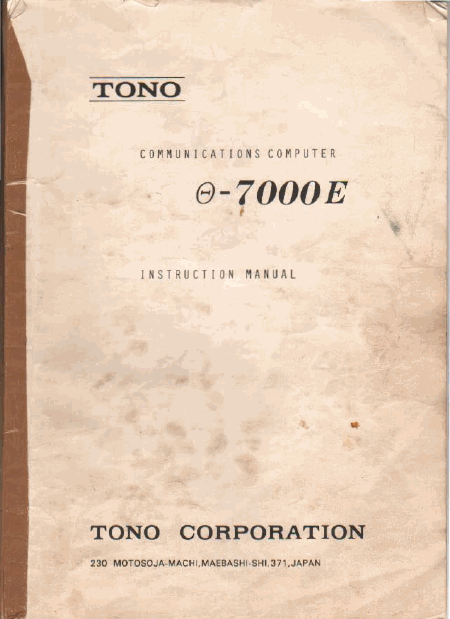 TONO
COMMUNICATIONS COMPUTER
Θ-7000E
INSTRUCTION MANUAL
TONO CORPORATION
230 MOTOSOJA-MACHI,MAEBASHI-SHI,371,JAPAN